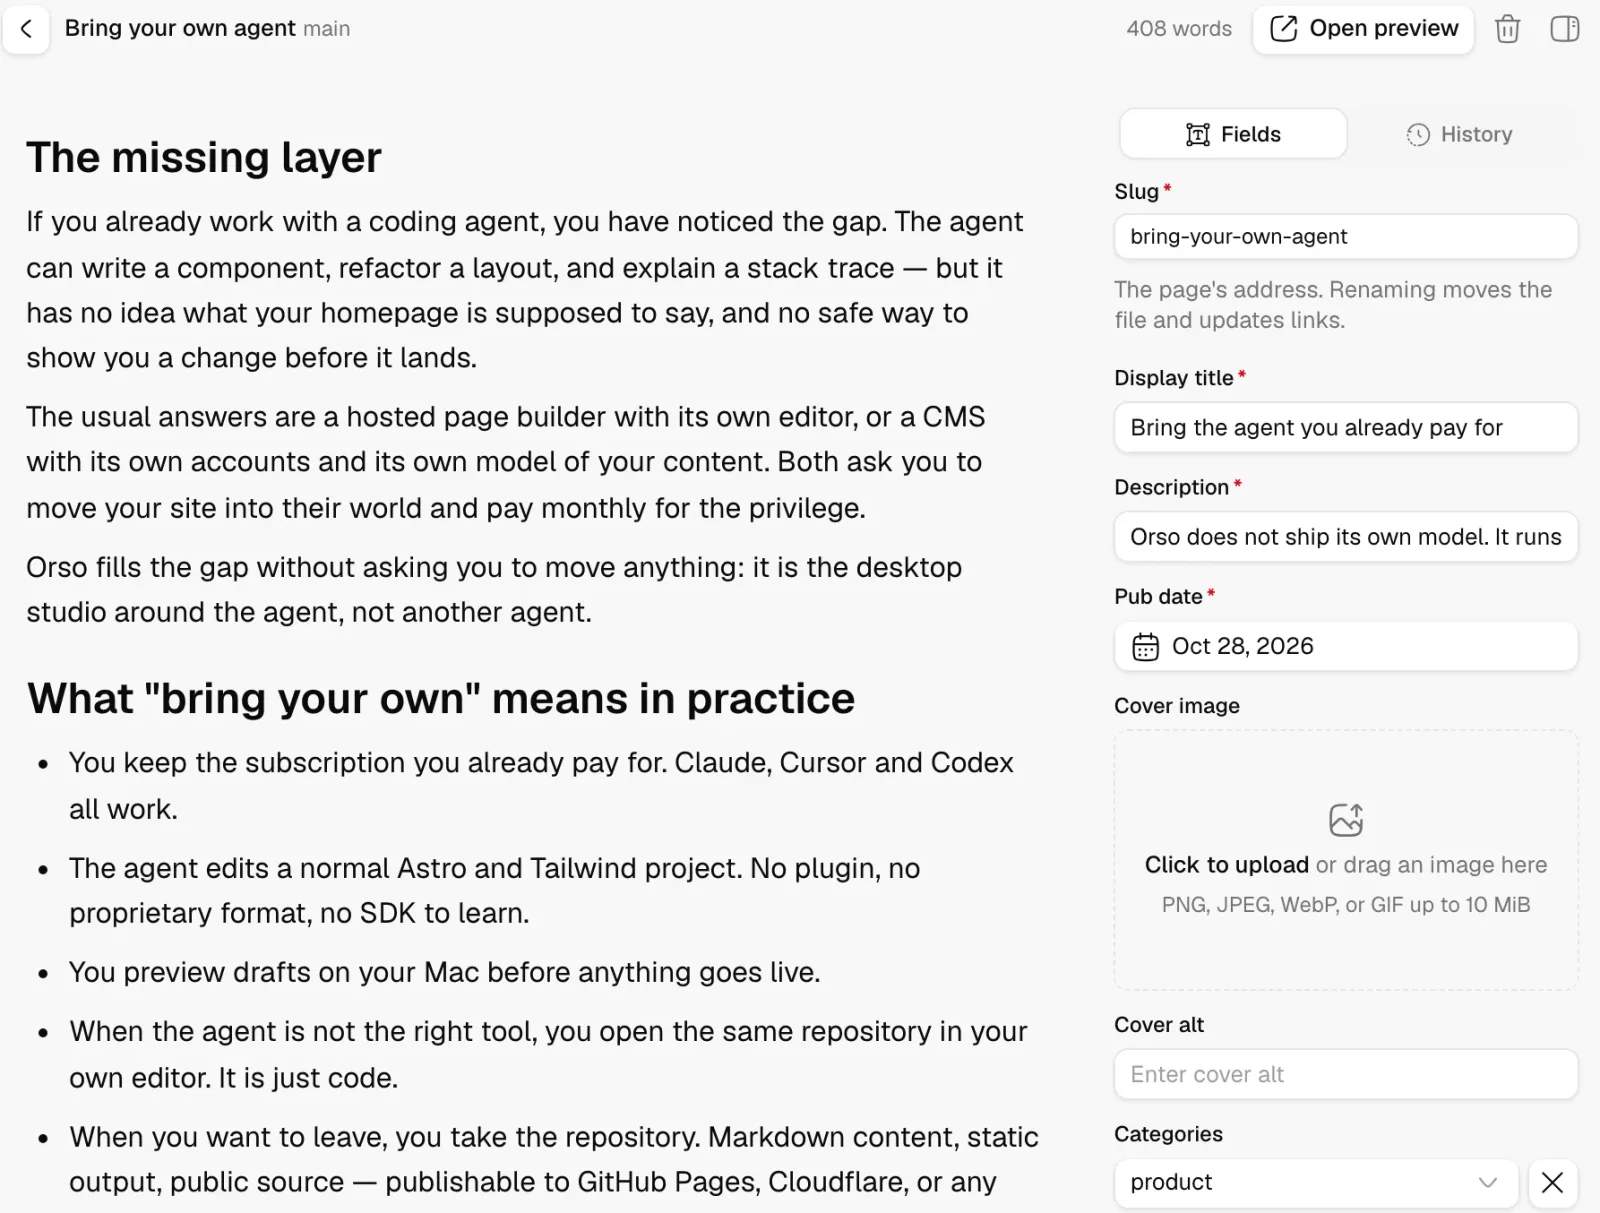 Bring your own agent main
408 words
Open preview
The missing layer
If you already work with a coding agent, you have noticed the gap. The agent
can write a component, refactor a layout, and explain a stack trace — but it
has no idea what your homepage is supposed to say, and no safe way to
show you a change before it lands.
The usual answers are a hosted page builder with its own editor, or a CMS
with its own accounts and its own model of your content. Both ask you to
move your site into their world and pay monthly for the privilege.
Orso fills the gap without asking you to move anything: it is the desktop
studio around the agent, not another agent.
What "bring your own" means in practice
• You keep the subscription you already pay for. Claude, Cursor and Codex
all work.
• The agent edits a normal Astro and Tailwind project. No plugin, no
proprietary format, no SDK to learn.
• You preview drafts on your Mac before anything goes live.
• When the agent is not the right tool, you open the same repository in your
own editor. It is just code.
• When you want to leave, you take the repository. Markdown content, static
output, public source — publishable to GitHub Pages, Cloudflare, or any
Fields
History
Slug*
bring-your-own-agent
The page's address. Renaming moves the
file and updates links.
Display title*
Bring the agent you already pay for
Description*
Orso does not ship its own model. It runs
Pub date*
Oct 28, 2026
Cover image
Click to upload or drag an image here
PNG, JPEG, WebP, or GIF up to 10 MiB
Cover alt
Enter cover alt
Categories
product